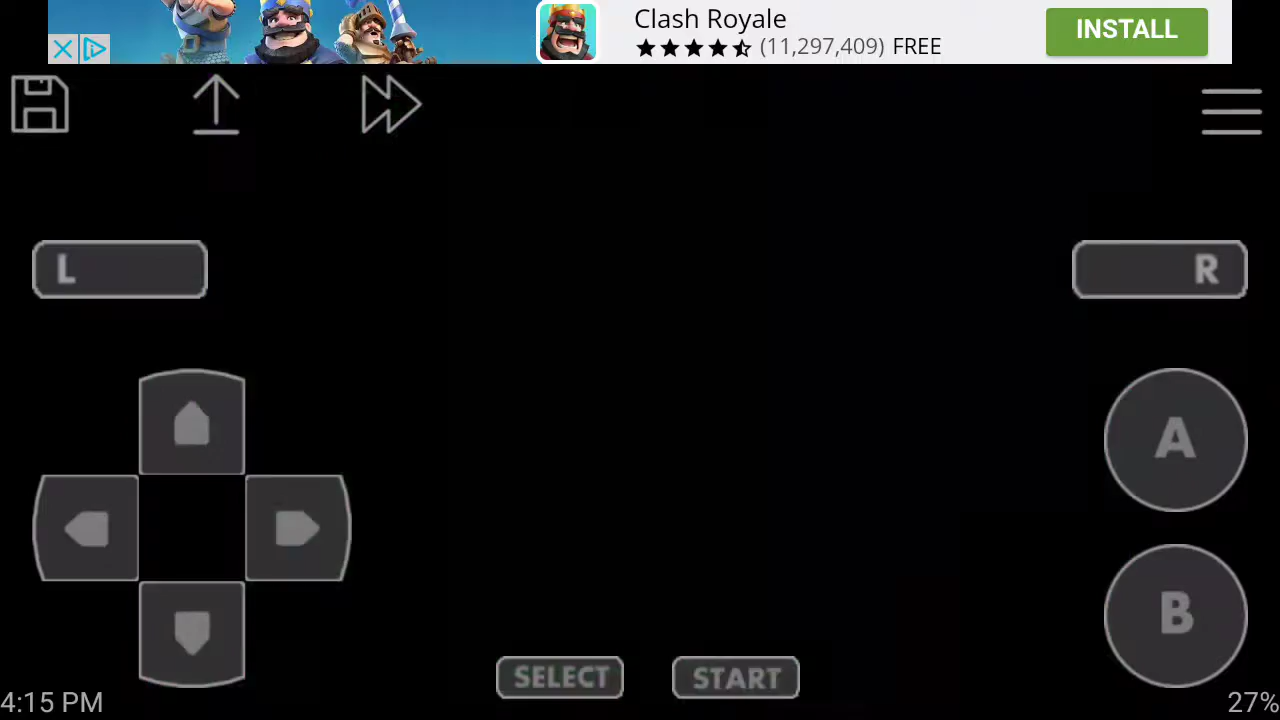 Clash Royale
(11,297,409) FREE
INSTALL
L
R
A
B
SELECT
START
4:15 PM
27%